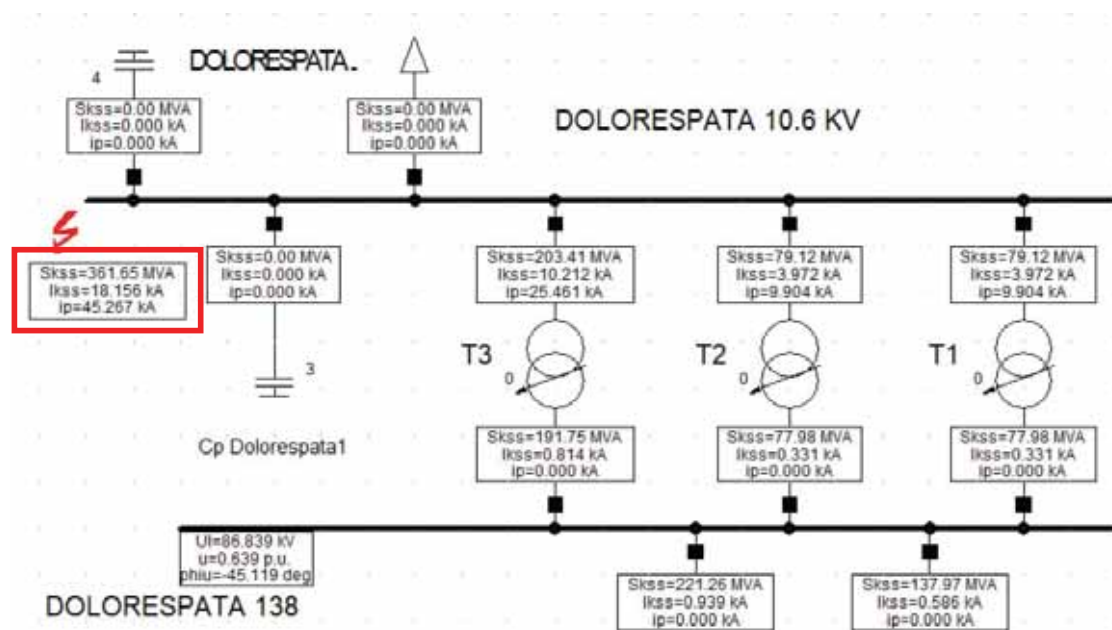 4
DOLORESPATA.
Skss=0.00 MVA
Ikss=0.000 kA
ip=0.000 kA
Skss=0.00 MVA
Ikss=0.000 kA
ip=0.000 kA
DOLORESPATA 10.6 KV
Skss=361.65 MVA
Ikss=18.156 kA
ip=45.267 kA
Skss=0.00 MVA
Ikss=0.000 kA
ip=0.000 kA
Skss=203.41 MVA
Ikss=10.212 kA
ip=25.461 kA
Skss=79.12 MVA
Ikss=3.972 kA
ip=9.904 kA
Skss=79.12 MVA
Ikss=3.972 kA
ip=9.904 kA
3
T3
0
T2
0
T1
0
Cp Dolorespata1
Skss=191.75 MVA
Ikss=0.814 kA
ip=0.000 kA
Skss=77.98 MVA
Ikss=0.331 kA
ip=0.000 kA
Skss=77.98 MVA
Ikss=0.331 kA
ip=0.000 kA
Ul=86.839 kV
u=0.639 p.u.
phiu=-45.119 deg
DOLORESPATA 138
Skss=221.26 MVA
Ikss=0.939 kA
ip=0.000 kA
Skss=137.97 MVA
Ikss=0.586 kA
ip=0.000 kA